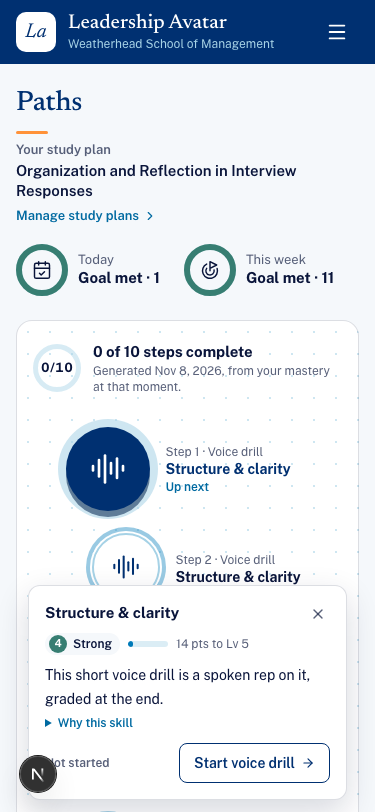 La
Leadership Avatar
Weatherhead School of Management
Paths
Your study plan
Organization and Reflection in Interview
Responses
Manage study plans
Today
Goal met · 1
This week
Goal met · 11
0/10
0 of 10 steps complete
Generated Nov 8, 2026, from your mastery
at that moment.
Step 1 · Voice drill
Structure & clarity
Up next
Step 2 · Voice drill
Structure & clarity
Structure & clarity
4 Strong
14 pts to Lv 5
This short voice drill is a spoken rep on it,
graded at the end.
Why this skill
ot started
Start voice drill
N